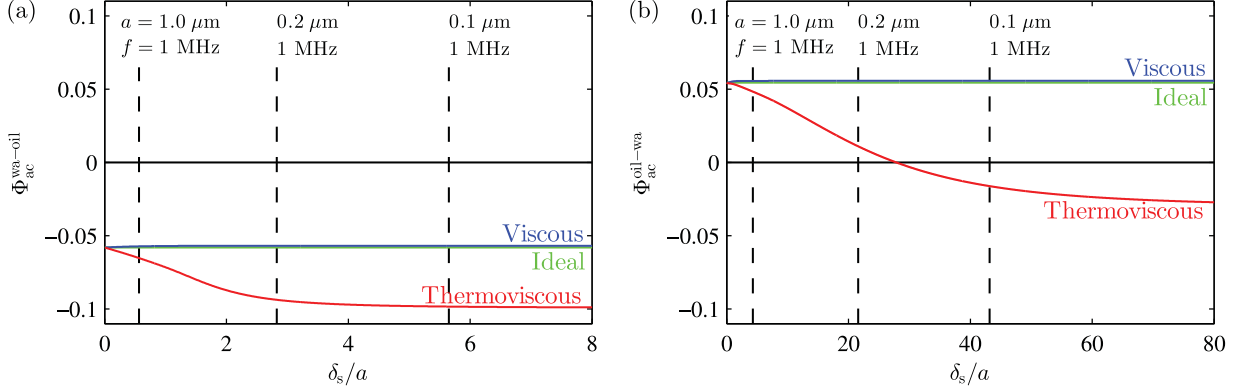 (a)
a = 1.0 μm 0.2 μm 0.1 μm
f = 1 MHz 1 MHz 1 MHz
0.1
0.05
0
−0.05
−0.1
Φ_ac^wa−oil
Viscous
Ideal
Thermoviscous
0 2 4 6 8
δ_s/a
(b)
a = 1.0 μm 0.2 μm 0.1 μm
f = 1 MHz 1 MHz 1 MHz
0.1
0.05
0
−0.05
−0.1
Φ_ac^oil−wa
Viscous
Ideal
Thermoviscous
0 20 40 60 80
δ_s/a